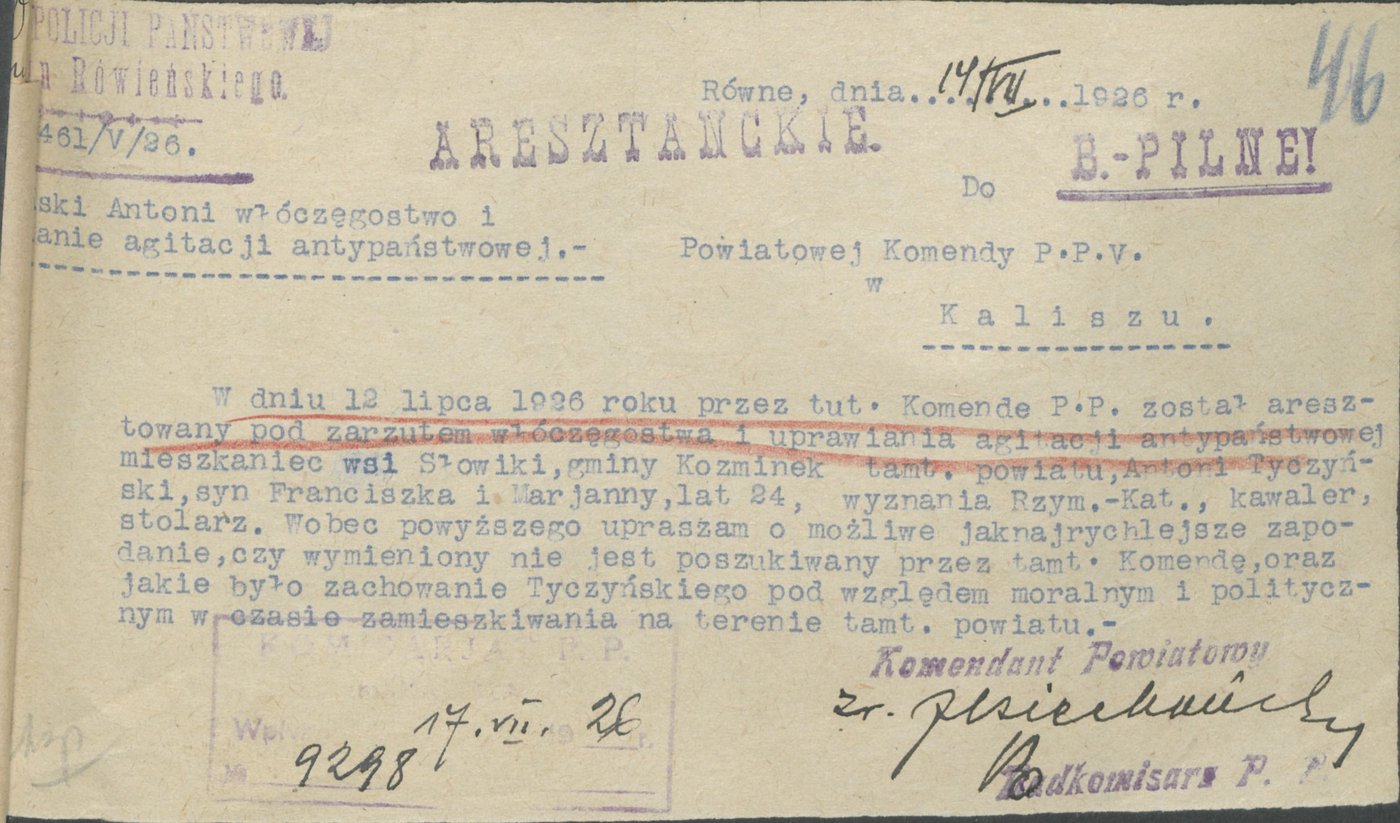 POLICJI PAŃSTWOWEJ
Rówieńskiego.
461/V/26.
46
Równe, dnia....14/VII...1926 r.
ARESZTANCKIE.
B.-PILNE!
Do
ski Antoni włóczęgostwo i
anie agitacji antypaństwowej.-
Powiatowej Komendy P.P.V.
w
Kaliszu.
W dniu 12 lipca 1926 roku przez tut. Komende P.P. został aresz-
towany pod zarzutem włóczęgostwa i uprawiania agitacji antypaństwowej
mieszkaniec wsi Słowiki,gminy Kozminek tamt. powiatu,Antoni Tyczyń-
ski,syn Franciszka i Marjanny,lat 24, wyznania Rzym.-Kat., kawaler,
stolarz. Wobec powyższego upraszam o możliwe jaknajrychlejsze zapo-
danie,czy wymieniony nie jest poszukiwany przez tamt. Komendę,oraz
jakie było zachowanie Tyczyńskiego pod względem moralnym i politycz-
nym w czasie zamieszkiwania na terenie tamt. powiatu.-
Komendant Powiatowy
zr.
Nadkomisarz P. P.
KOMISARJAT P. P.
17.VII. 1926 r.
№ 9298